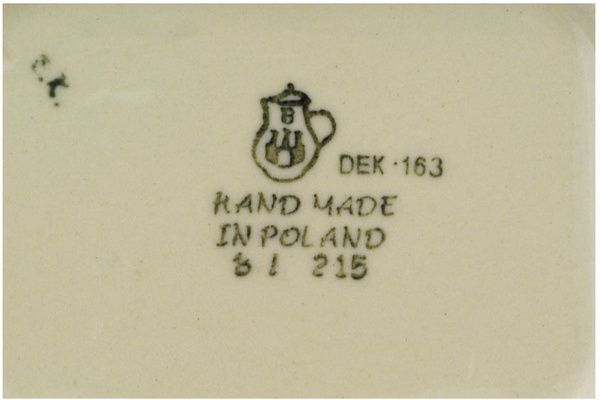 E.K.
B
DEK·163
HAND MADE
IN POLAND
B I 215